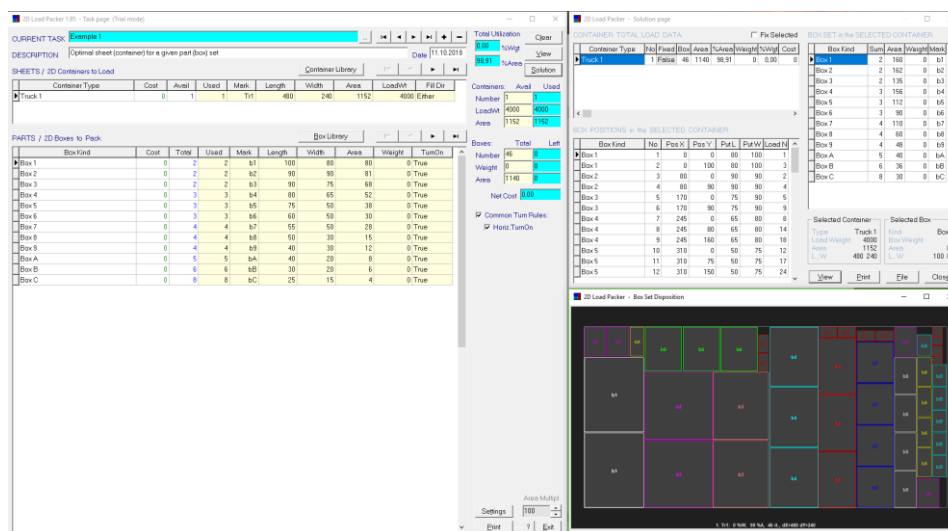 2D Load Packer 1.85 - Task page (Trial mode)
CURRENT TASK Example 1
DESCRIPTION Optimal sheet (container) for a given part (box) set Date 11.10.2019
SHEETS / 2D Containers to Load Container Library
Container Type Cost Avail Used Mark Length Width Area LoadWt Fill Dir
Truck 1 0 1 1 Tr1 480 240 1152 4000 Either
PARTS / 2D Boxes to Pack Box Library
Box Kind Cost Total Used Mark Length Width Area Weight TurnOn
Box 1 0 2 2 b1 100 80 80 0 True
Box 2 0 2 2 b2 90 90 81 0 True
Box 3 0 2 2 b3 90 75 68 0 True
Box 4 0 3 3 b4 80 65 52 0 True
Box 5 0 3 3 b5 75 50 38 0 True
Box 6 0 3 3 b6 60 50 30 0 True
Box 7 0 4 4 b7 55 50 28 0 True
Box 8 0 4 4 b8 50 30 15 0 True
Box 9 0 4 4 b9 40 30 12 0 True
Box A 0 5 5 bA 40 20 8 0 True
Box B 0 6 6 bB 30 20 6 0 True
Box C 0 8 8 bC 25 15 4 0 True
Total Utilization
0,00 %Wgt
98,91 %Area
Clear
View
Solution
Containers: Avail Used
Number 1 1
LoadWt 4000 4000
Area 1152 1152
Boxes: Total Left
Number 46 0
Weight 0 0
Area 1140 0
Net Cost 0,00
Common Turn Rules:
Horiz TurnOn
Area Multipl
Settings 100
Print ? Exit
2D Load Packer - Solution page
CONTAINER TOTAL LOAD DATA Fix Selected
Container Type No Fixed Box Area %Area Weight %Wgt Cost
Truck 1 1 False 46 1140 98,91 0 0,00 0
BOX POSITIONS in the SELECTED CONTAINER
Box Kind No Pos X Pos Y Put L Put W Load N
Box 1 1 0 0 80 100 1
Box 1 2 0 100 80 100 3
Box 2 3 80 0 90 90 2
Box 2 4 80 90 90 90 4
Box 3 5 170 0 75 90 5
Box 3 6 170 90 75 90 9
Box 4 7 245 0 65 80 8
Box 4 8 245 80 65 80 14
Box 4 9 245 160 65 80 18
Box 5 10 310 0 50 75 12
Box 5 11 310 75 50 75 17
Box 5 12 310 150 50 75 24
BOX SET in the SELECTED CONTAINER
Box Kind Sum Area Weight Mark
Box 1 2 160 0 b1
Box 2 2 162 0 b2
Box 3 2 135 0 b3
Box 4 3 156 0 b4
Box 5 3 112 0 b5
Box 6 3 90 0 b6
Box 7 4 110 0 b7
Box 8 4 60 0 b8
Box 9 4 48 0 b9
Box A 5 40 0 bA
Box B 6 36 0 bB
Box C 8 30 0 bC
Selected Container
Type Truck 1
Load Weight 4000
Area 1152
L, W 480 240
Selected Box
Kind Box
Box Weight
Area
L, W 100
View Print File Close
2D Load Packer - Box Set Disposition